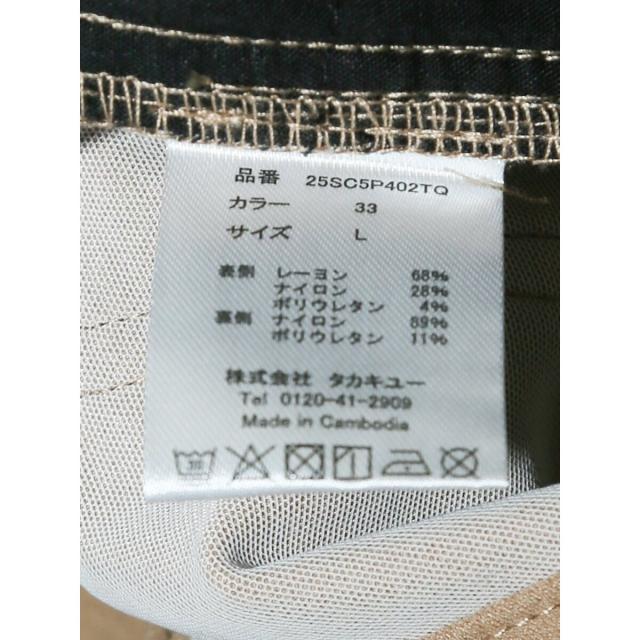 品番 25SC5P402TQ
カラー 33
サイズ L
表側 レーヨン 68%
ナイロン 28%
ポリウレタン 4%
裏側 ナイロン 89%
ポリウレタン 11%
株式会社 タカキュー
Tel 0120-41-2909
Made in Cambodia